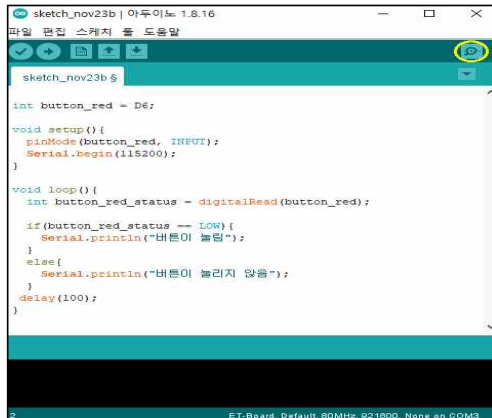 sketch_nov23b | 아두이노 1.8.16
파일 편집 스케치 툴 도움말
sketch_nov23b §
int button_red = D6;
void setup(){
pinMode(button_red, INPUT);
Serial.begin(115200);
}
void loop(){
int button_red_status = digitalRead(button_red);
if(button_red_status == LOW){
Serial.println("버튼이 눌림");
}
else{
Serial.println("버튼이 눌리지 않음");
}
delay(100);
}
2 ET-Board, Default, 80MHz, 921600, None on COM3